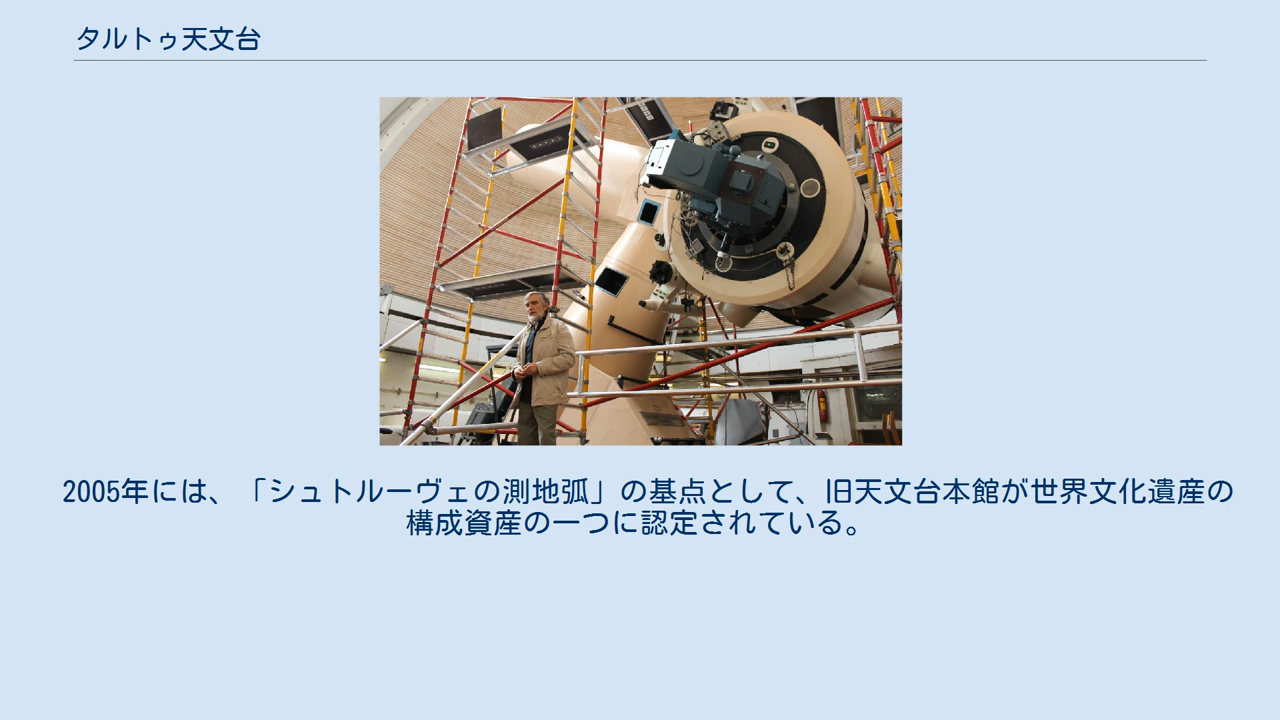 タルトゥ天文台
2005年には、「シュトルーヴェの測地弧」の基点として、旧天文台本館が世界文化遺産の
構成資産の一つに認定されている。